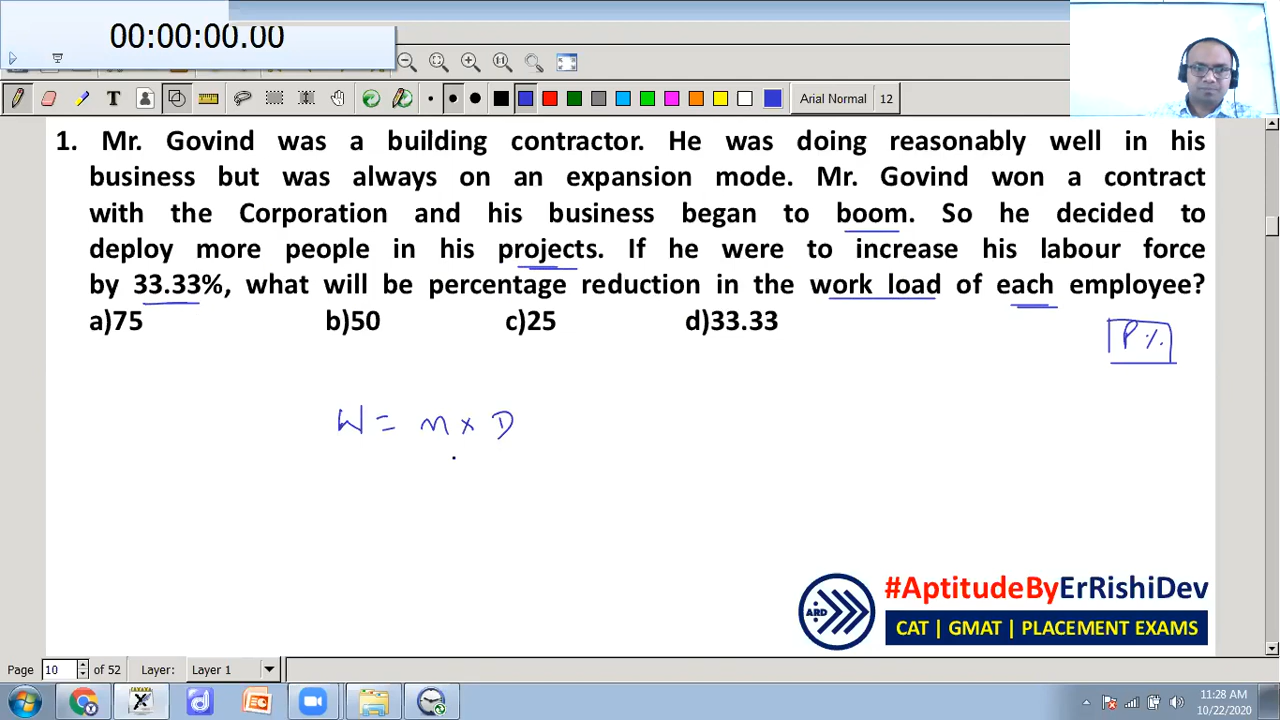 00:00:00.00
Arial Normal 12
1. Mr. Govind was a building contractor. He was doing reasonably well in his
business but was always on an expansion mode. Mr. Govind won a contract
with the Corporation and his business began to boom. So he decided to
deploy more people in his projects. If he were to increase his labour force
by 33.33%, what will be percentage reduction in the work load of each employee?
a)75 b)50 c)25 d)33.33
P%
W = m x D
ARD
#AptitudeByErRishiDev
CAT | GMAT | PLACEMENT EXAMS
Page 10 of 52 Layer: Layer 1
11:28 AM
10/22/2020